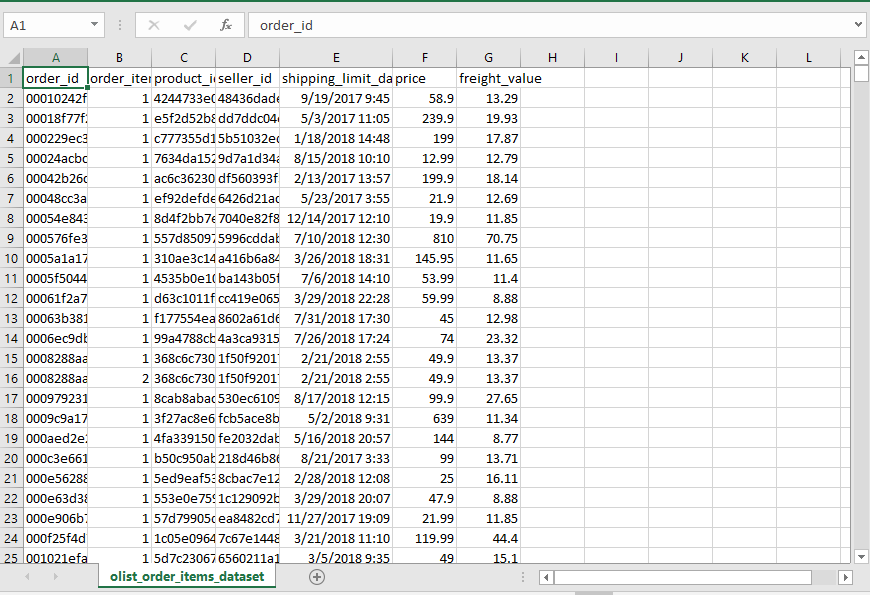 A1 fx order_id
A B C D E F G H I J K L
1 order_id order_iter product_id seller_id shipping_limit_da price freight_value
2 00010242f 1 4244733e0 48436dade 9/19/2017 9:45 58.9 13.29
3 00018f77f2 1 e5f2d52b8 dd7ddc04e 5/3/2017 11:05 239.9 19.93
4 000229ec3 1 c777355d1 5b51032ed 1/18/2018 14:48 199 17.87
5 00024acbc 1 7634da152 9d7a1d34a 8/15/2018 10:10 12.99 12.79
6 00042b26c 1 ac6c36230 df560393f 2/13/2017 13:57 199.9 18.14
7 00048cc3a 1 ef92defde 6426d21ac 5/23/2017 3:55 21.9 12.69
8 00054e843 1 8d4f2bb7e 7040e82f8 12/14/2017 12:10 19.9 11.85
9 000576fe3 1 557d85097 5996cddab 7/10/2018 12:30 810 70.75
10 0005a1a17 1 310ae3c14 a416b6a84 3/26/2018 18:31 145.95 11.65
11 0005f5044 1 4535b0e10 ba143b05f 7/6/2018 14:10 53.99 11.4
12 00061f2a7 1 d63c1011f cc419e065 3/29/2018 22:28 59.99 8.88
13 00063b381 1 f177554ea 8602a61d6 7/31/2018 17:30 45 12.98
14 0006ec9db 1 99a4788cb 4a3ca9315 7/26/2018 17:24 74 23.32
15 0008288aa 1 368c6c730 1f50f9201 2/21/2018 2:55 49.9 13.37
16 0008288aa 2 368c6c730 1f50f9201 2/21/2018 2:55 49.9 13.37
17 000979231 1 8cab8abac 530ec6109 8/17/2018 12:15 99.9 27.65
18 0009c9a17 1 3f27ac8e6 fcb5ace8b 5/2/2018 9:31 639 11.34
19 000aed2e2 1 4fa339150 fe2032dab 5/16/2018 20:57 144 8.77
20 000c3e661 1 b50c950ab 218d46b86 8/21/2017 3:33 99 13.71
21 000e56288 1 5ed9eaf53 8cbac7e12 2/28/2018 12:08 25 16.11
22 000e63d38 1 553e0e759 1c129092b 3/29/2018 20:07 47.9 8.88
23 000e906b7 1 57d79905c ea8482cd7 11/27/2017 19:09 21.99 11.85
24 000f25f4d 1 1c05e0964 7c67e1448 3/21/2018 11:10 119.99 44.4
25 001021efa 1 5d7c23067 6560211a1 3/5/2018 9:35 49 15.1
olist_order_items_dataset